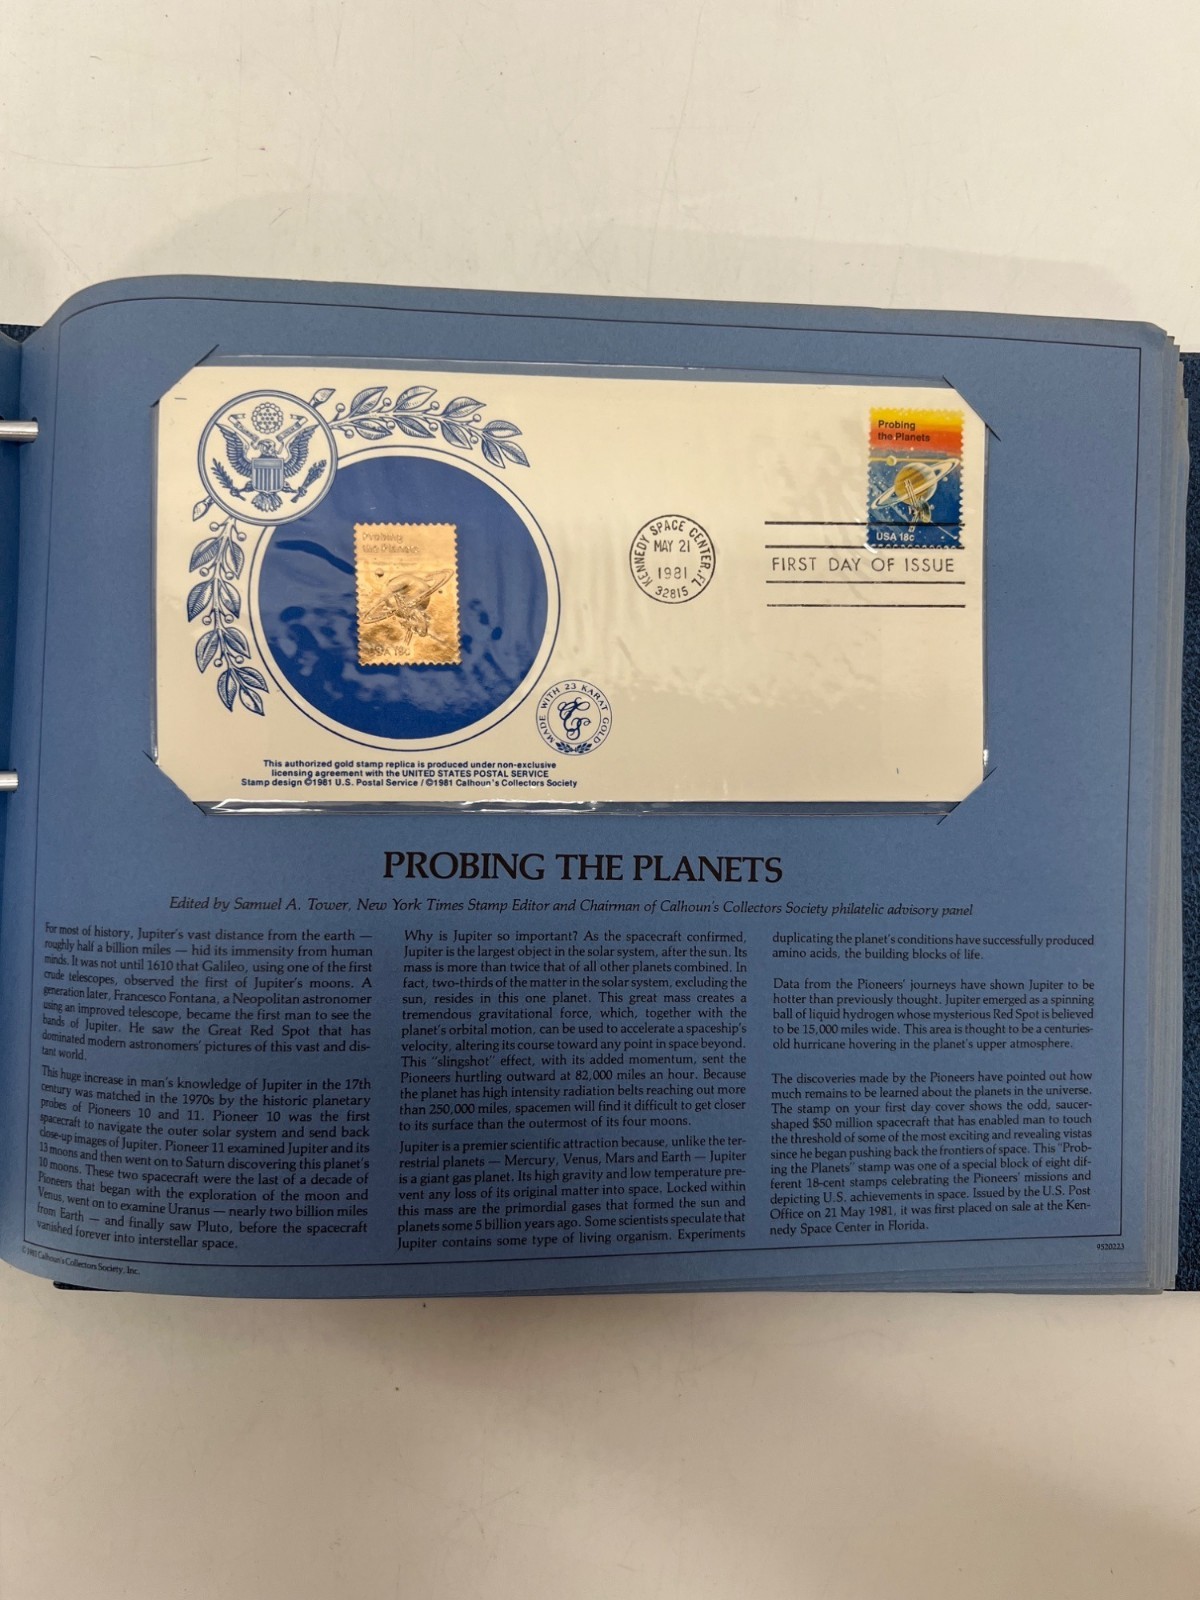 Probing
the Planets
USA 18c
Probing
the Planets
USA 18c
KENNEDY SPACE CENTER, FL
MAY 21
1981
32815
FIRST DAY OF ISSUE
MADE WITH 23 KARAT GOLD
This authorized gold stamp replica is produced under non-exclusive
licensing agreement with the UNITED STATES POSTAL SERVICE
Stamp design ©1981 U.S. Postal Service / ©1981 Calhoun's Collectors Society
PROBING THE PLANETS
Edited by Samuel A. Tower, New York Times Stamp Editor and Chairman of Calhoun's Collectors Society philatelic advisory panel
For most of history, Jupiter's vast distance from the earth —
roughly half a billion miles — hid its immensity from human
minds. It was not until 1610 that Galileo, using one of the first
crude telescopes, observed the first of Jupiter's moons. A
generation later, Francesco Fontana, a Neopolitan astronomer
using an improved telescope, became the first man to see the
bands of Jupiter. He saw the Great Red Spot that has
dominated modern astronomers' pictures of this vast and dis-
tant world.
This huge increase in man's knowledge of Jupiter in the 17th
century was matched in the 1970s by the historic planetary
probes of Pioneers 10 and 11. Pioneer 10 was the first
spacecraft to navigate the outer solar system and send back
close-up images of Jupiter. Pioneer 11 examined Jupiter and its
13 moons and then went on to Saturn discovering this planet's
10 moons. These two spacecraft were the last of a decade of
Pioneers that began with the exploration of the moon and
Venus, went on to examine Uranus — nearly two billion miles
from Earth — and finally saw Pluto, before the spacecraft
vanished forever into interstellar space.
Why is Jupiter so important? As the spacecraft confirmed,
Jupiter is the largest object in the solar system, after the sun. Its
mass is more than twice that of all other planets combined. In
fact, two-thirds of the matter in the solar system, excluding the
sun, resides in this one planet. This great mass creates a
tremendous gravitational force, which, together with the
planet's orbital motion, can be used to accelerate a spaceship's
velocity, altering its course toward any point in space beyond.
This "slingshot" effect, with its added momentum, sent the
Pioneers hurtling outward at 82,000 miles an hour. Because
the planet has high intensity radiation belts reaching out more
than 250,000 miles, spacemen will find it difficult to get closer
to its surface than the outermost of its four moons.
Jupiter is a premier scientific attraction because, unlike the ter-
restrial planets — Mercury, Venus, Mars and Earth — Jupiter
is a giant gas planet. Its high gravity and low temperature pre-
vent any loss of its original matter into space. Locked within
this mass are the primordial gases that formed the sun and
planets some 5 billion years ago. Some scientists speculate that
Jupiter contains some type of living organism. Experiments
duplicating the planet's conditions have successfully produced
amino acids, the building blocks of life.
Data from the Pioneers' journeys have shown Jupiter to be
hotter than previously thought. Jupiter emerged as a spinning
ball of liquid hydrogen whose mysterious Red Spot is believed
to be 15,000 miles wide. This area is thought to be a centuries-
old hurricane hovering in the planet's upper atmosphere.
The discoveries made by the Pioneers have pointed out how
much remains to be learned about the planets in the universe.
The stamp on your first day cover shows the odd, saucer-
shaped $50 million spacecraft that has enabled man to touch
the threshold of some of the most exciting and revealing vistas
since he began pushing back the frontiers of space. This "Prob-
ing the Planets" stamp was one of a special block of eight dif-
ferent 18-cent stamps celebrating the Pioneers' missions and
depicting U.S. achievements in space. Issued by the U.S. Post
Office on 21 May 1981, it was first placed on sale at the Ken-
nedy Space Center in Florida.
Calhoun's Collectors Society, Inc.
9520223